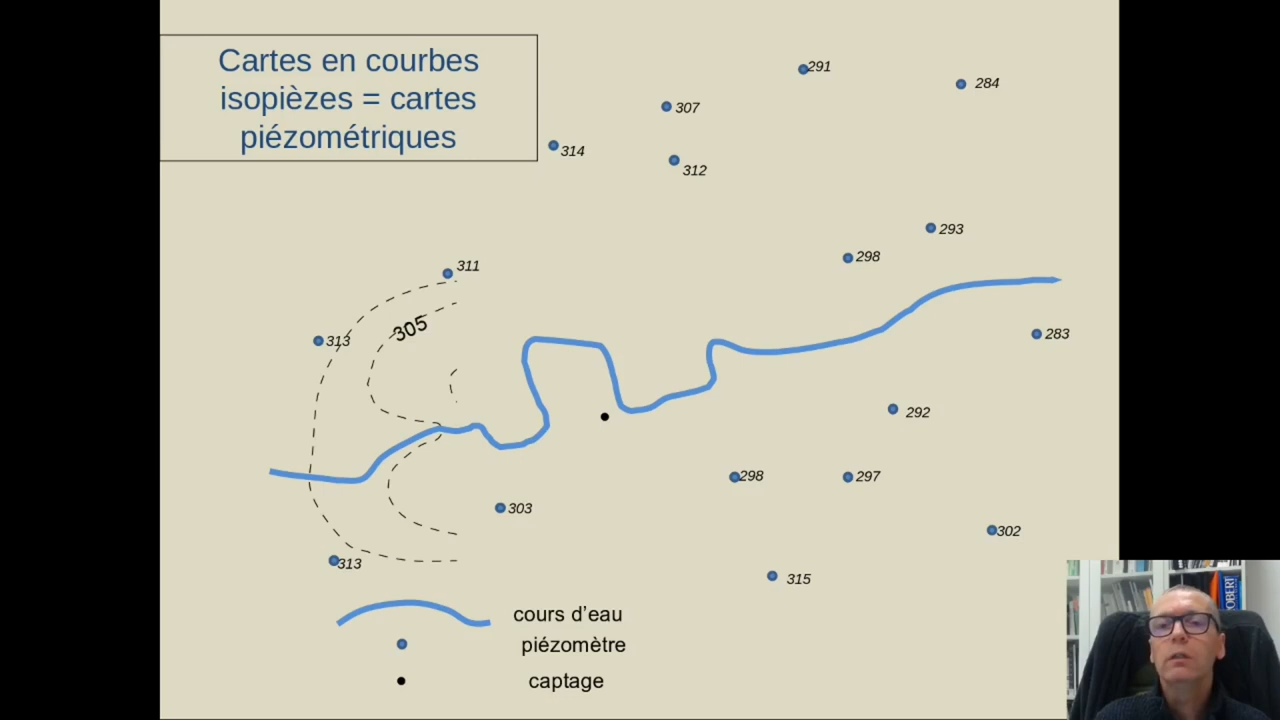 Cartes en courbes
isopièzes = cartes
piézométriques
291
284
307
314
312
293
298
311
305
313
283
292
298
297
303
302
313
315
cours d'eau
piézomètre
captage
OBERT